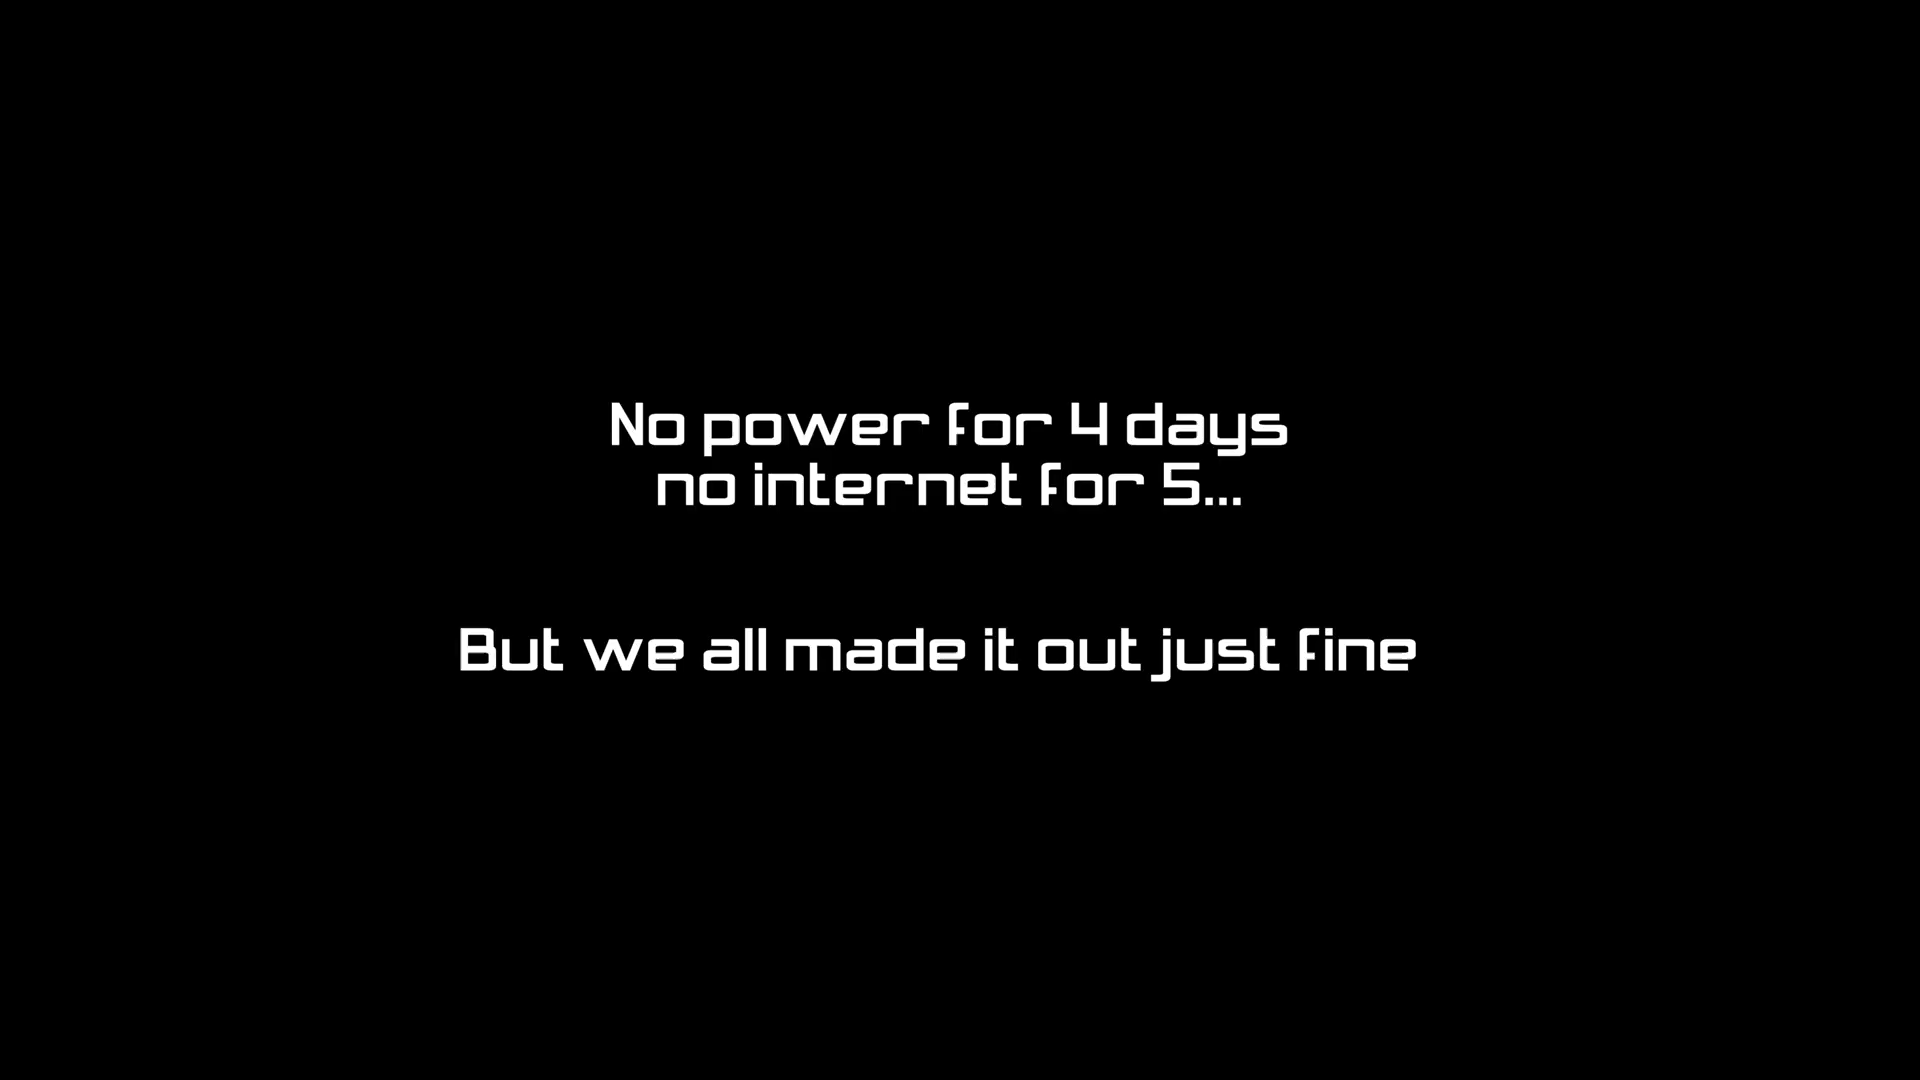 No power for 4 days
no internet for 5...
But we all made it out just fine